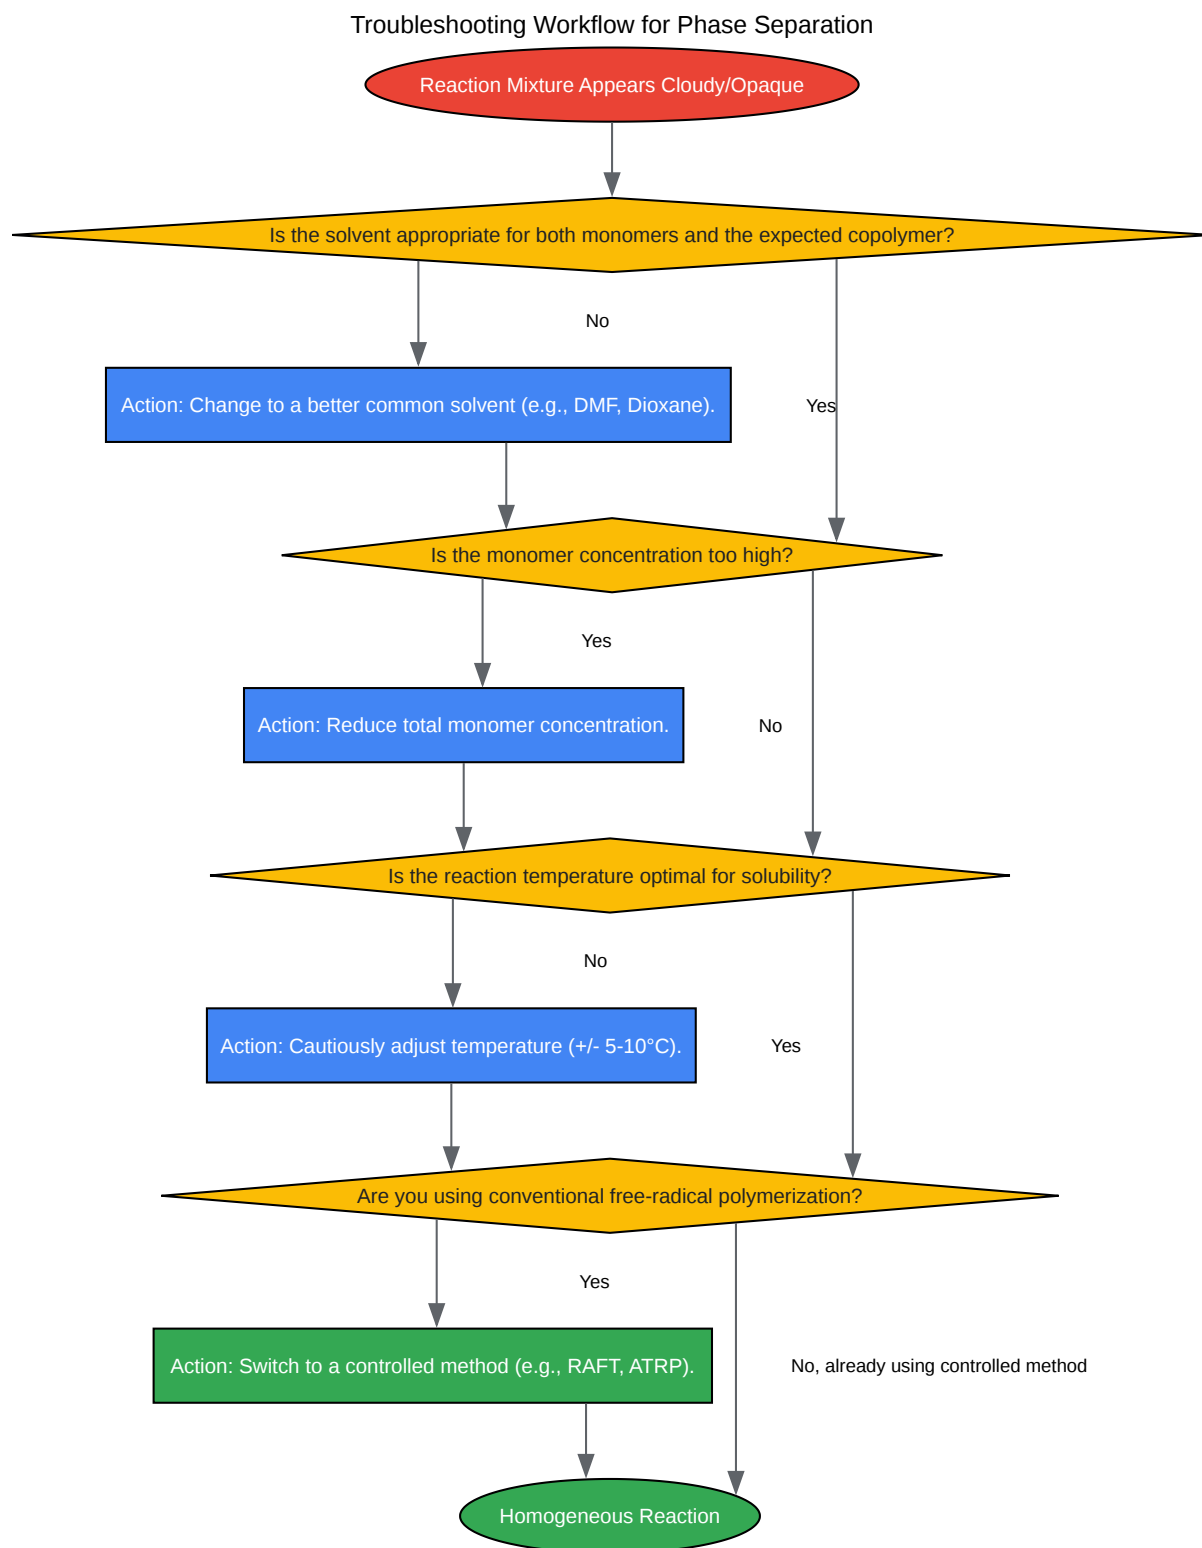 Troubleshooting Workflow for Phase Separation
Reaction Mixture Appears Cloudy/Opaque
Is the solvent appropriate for both monomers and the expected copolymer?
No
Action: Change to a better common solvent (e.g., DMF, Dioxane).
Yes
Is the monomer concentration too high?
Yes
Action: Reduce total monomer concentration.
No
Is the reaction temperature optimal for solubility?
No
Action: Cautiously adjust temperature (+/- 5-10°C).
Yes
Are you using conventional free-radical polymerization?
Yes
Action: Switch to a controlled method (e.g., RAFT, ATRP).
No, already using controlled method
Homogeneous Reaction